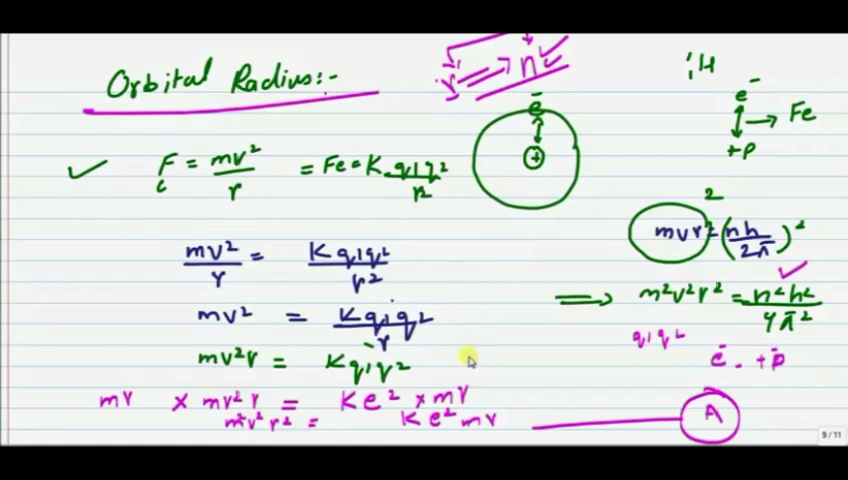 Orbital Radius:-
r => n
¹₁H
e⁻
e⁻
Fe
+P
+
F = mv²/r = Fe = K q1q2/r²
c
mvr = (nh/2π)²
2
mv²/r = Kq1q2/r²
m²v²r² = n²h²/4π²
mv² = Kq1q2/r
q1q2
e⁻ . +p
mv²r = Kq1q2
mr × mv²r = Ke² × mr
m²v²r² = Ke²mr
A
9/11